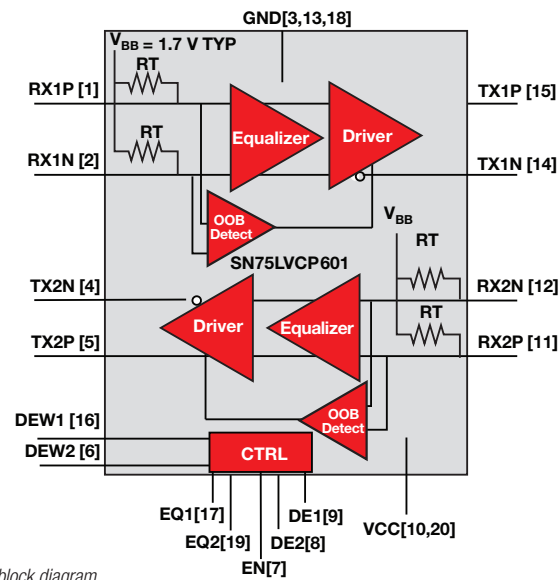 GND[3,13,18]
VBB = 1.7 V TYP
RT
RX1P [1]
TX1P [15]
RT
Equalizer
Driver
RX1N [2]
TX1N [14]
OOB
Detect
VBB
RT
SN75LVCP601
TX2N [4]
RX2N [12]
RT
Driver
Equalizer
TX2P [5]
RX2P [11]
OOB
Detect
DEW1 [16]
DEW2 [6]
CTRL
EQ1[17]
DE1[9]
VCC[10,20]
EQ2[19]
DE2[8]
EN[7]
block diagram